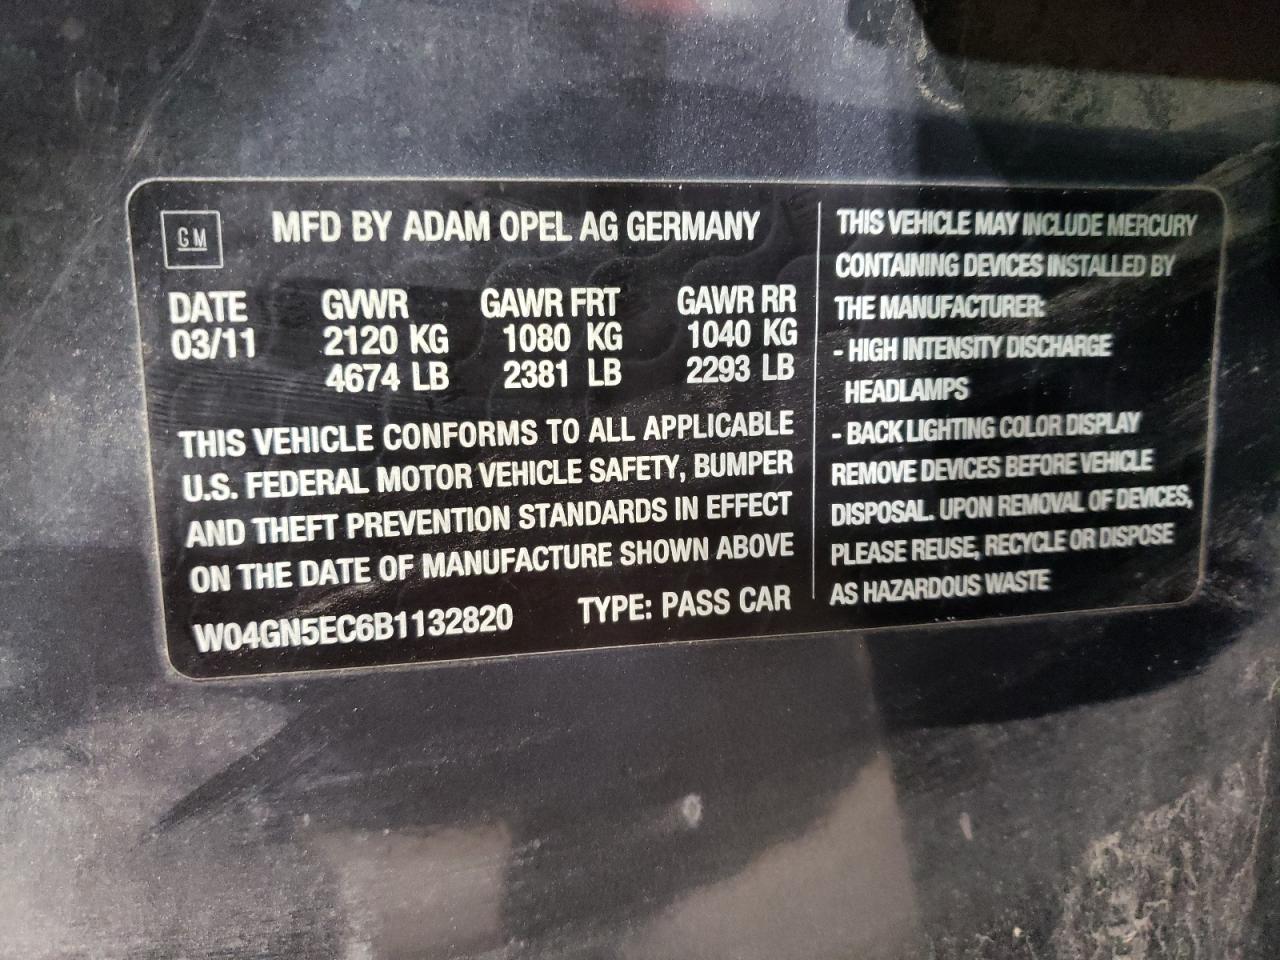 GM
MFD BY ADAM OPEL AG GERMANY
DATE GVWR GAWR FRT GAWR RR
03/11 2120 KG 1080 KG 1040 KG
4674 LB 2381 LB 2293 LB
THIS VEHICLE CONFORMS TO ALL APPLICABLE
U.S. FEDERAL MOTOR VEHICLE SAFETY, BUMPER
AND THEFT PREVENTION STANDARDS IN EFFECT
ON THE DATE OF MANUFACTURE SHOWN ABOVE
W04GN5EC6B1132820 TYPE: PASS CAR
THIS VEHICLE MAY INCLUDE MERCURY
CONTAINING DEVICES INSTALLED BY
THE MANUFACTURER:
- HIGH INTENSITY DISCHARGE
HEADLAMPS
- BACK LIGHTING COLOR DISPLAY
REMOVE DEVICES BEFORE VEHICLE
DISPOSAL. UPON REMOVAL OF DEVICES,
PLEASE REUSE, RECYCLE OR DISPOSE
AS HAZARDOUS WASTE